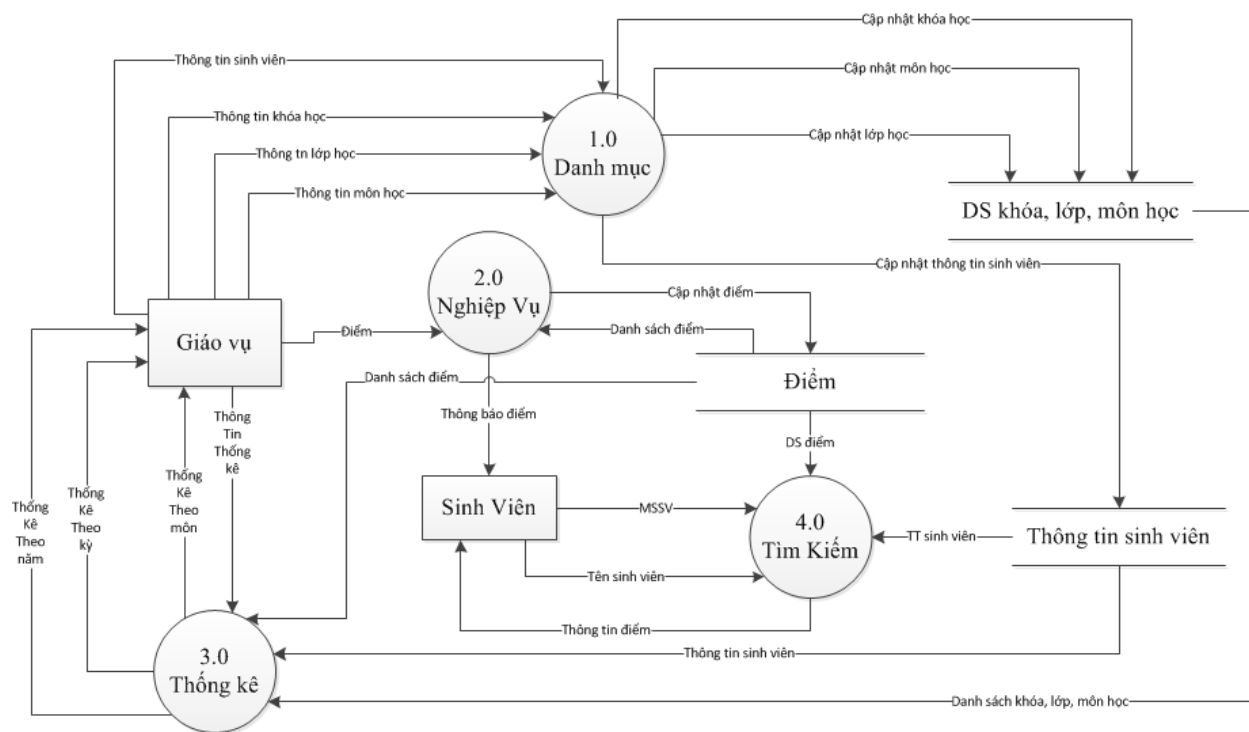 Cập nhật khóa học
Thông tin sinh viên
Cập nhật môn học
Thông tin khóa học
Cập nhật lớp học
1.0
Danh mục
Thông tn lớp học
Thông tin môn học
DS khóa, lớp, môn học
Cập nhật thông tin sinh viên
2.0
Nghiệp Vụ
Cập nhật điểm
Giáo vụ
Điểm
Danh sách điểm
Danh sách điểm
Điểm
Thông báo điểm
Thông
Tin
Thống
kê
DS điểm
Thống
Kê
Theo
môn
Thống
Kê
Theo
kỳ
Thống
Kê
Theo
năm
Sinh Viên
MSSV
4.0
Tìm Kiếm
TT sinh viên
Thông tin sinh viên
Tên sinh viên
Thông tin điểm
3.0
Thống kê
Thông tin sinh viên
Danh sách khóa, lớp, môn học